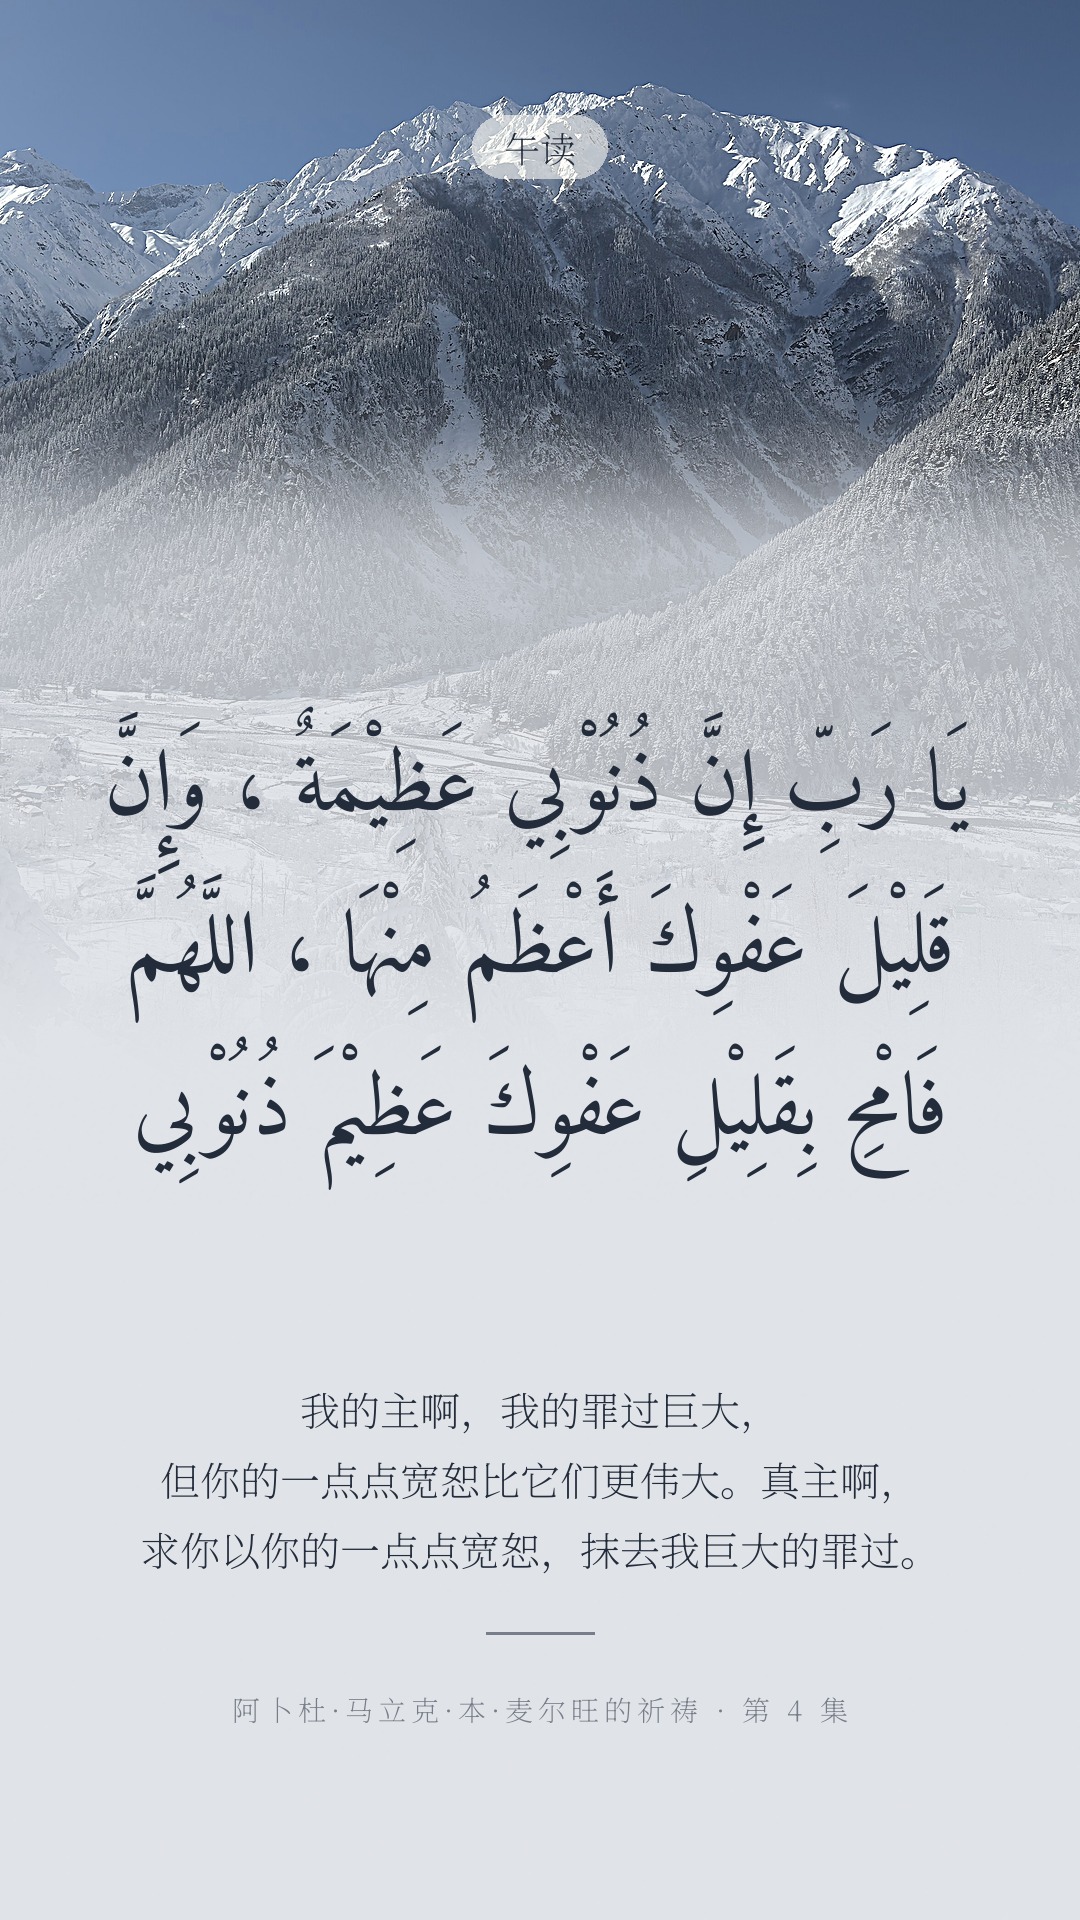 午读
يَا رَبِّ إِنَّ ذُنُوْبِي عَظِيْمَةٌ ، وَإِنَّ
قَلِيْلَ عَفْوِكَ أَعْظَمُ مِنْهَا ، اللَّهُمَّ
فَامْحِ بِقَلِيْلِ عَفْوِكَ عَظِيْمَ ذُنُوْبِي
我的主啊，我的罪过巨大，
但你的一点点宽恕比它们更伟大。真主啊，
求你以你的一点点宽恕，抹去我巨大的罪过。
阿卜杜·马立克·本·麦尔旺的祈祷 · 第 4 集